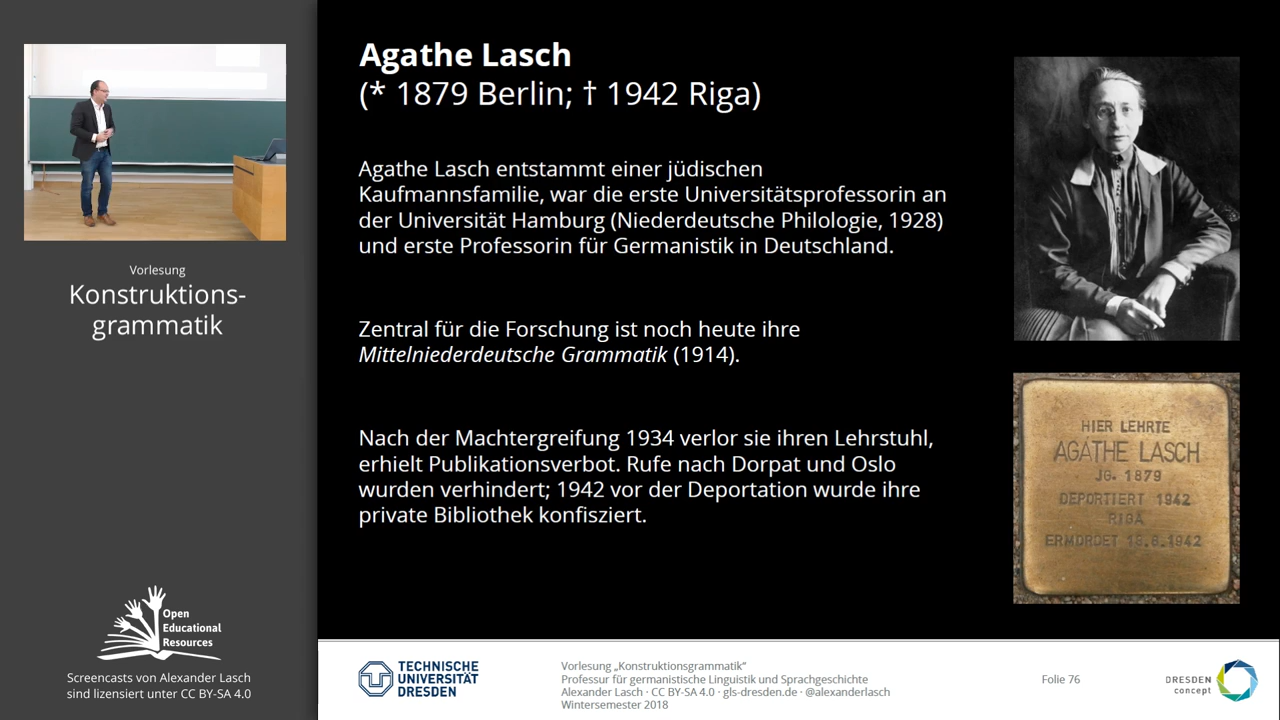 Vorlesung
Konstruktions-
grammatik
Open
Educational
Resources
Screencasts von Alexander Lasch
sind lizensiert unter CC BY-SA 4.0
Agathe Lasch
(* 1879 Berlin; † 1942 Riga)
Agathe Lasch entstammt einer jüdischen
Kaufmannsfamilie, war die erste Universitätsprofessorin an
der Universität Hamburg (Niederdeutsche Philologie, 1928)
und erste Professorin für Germanistik in Deutschland.
Zentral für die Forschung ist noch heute ihre
Mittelniederdeutsche Grammatik (1914).
Nach der Machtergreifung 1934 verlor sie ihren Lehrstuhl,
erhielt Publikationsverbot. Rufe nach Dorpat und Oslo
wurden verhindert; 1942 vor der Deportation wurde ihre
private Bibliothek konfisziert.
HIER LEHRTE
AGATHE LASCH
JG. 1879
DEPORTIERT 1942
RIGA
ERMORDET 18.8.1942
TECHNISCHE
UNIVERSITÄT
DRESDEN
Vorlesung „Konstruktionsgrammatik“
Professur für germanistische Linguistik und Sprachgeschichte
Alexander Lasch · CC BY-SA 4.0 · gls-dresden.de · @alexanderlasch
Wintersemester 2018
Folie 76
DRESDEN
concept